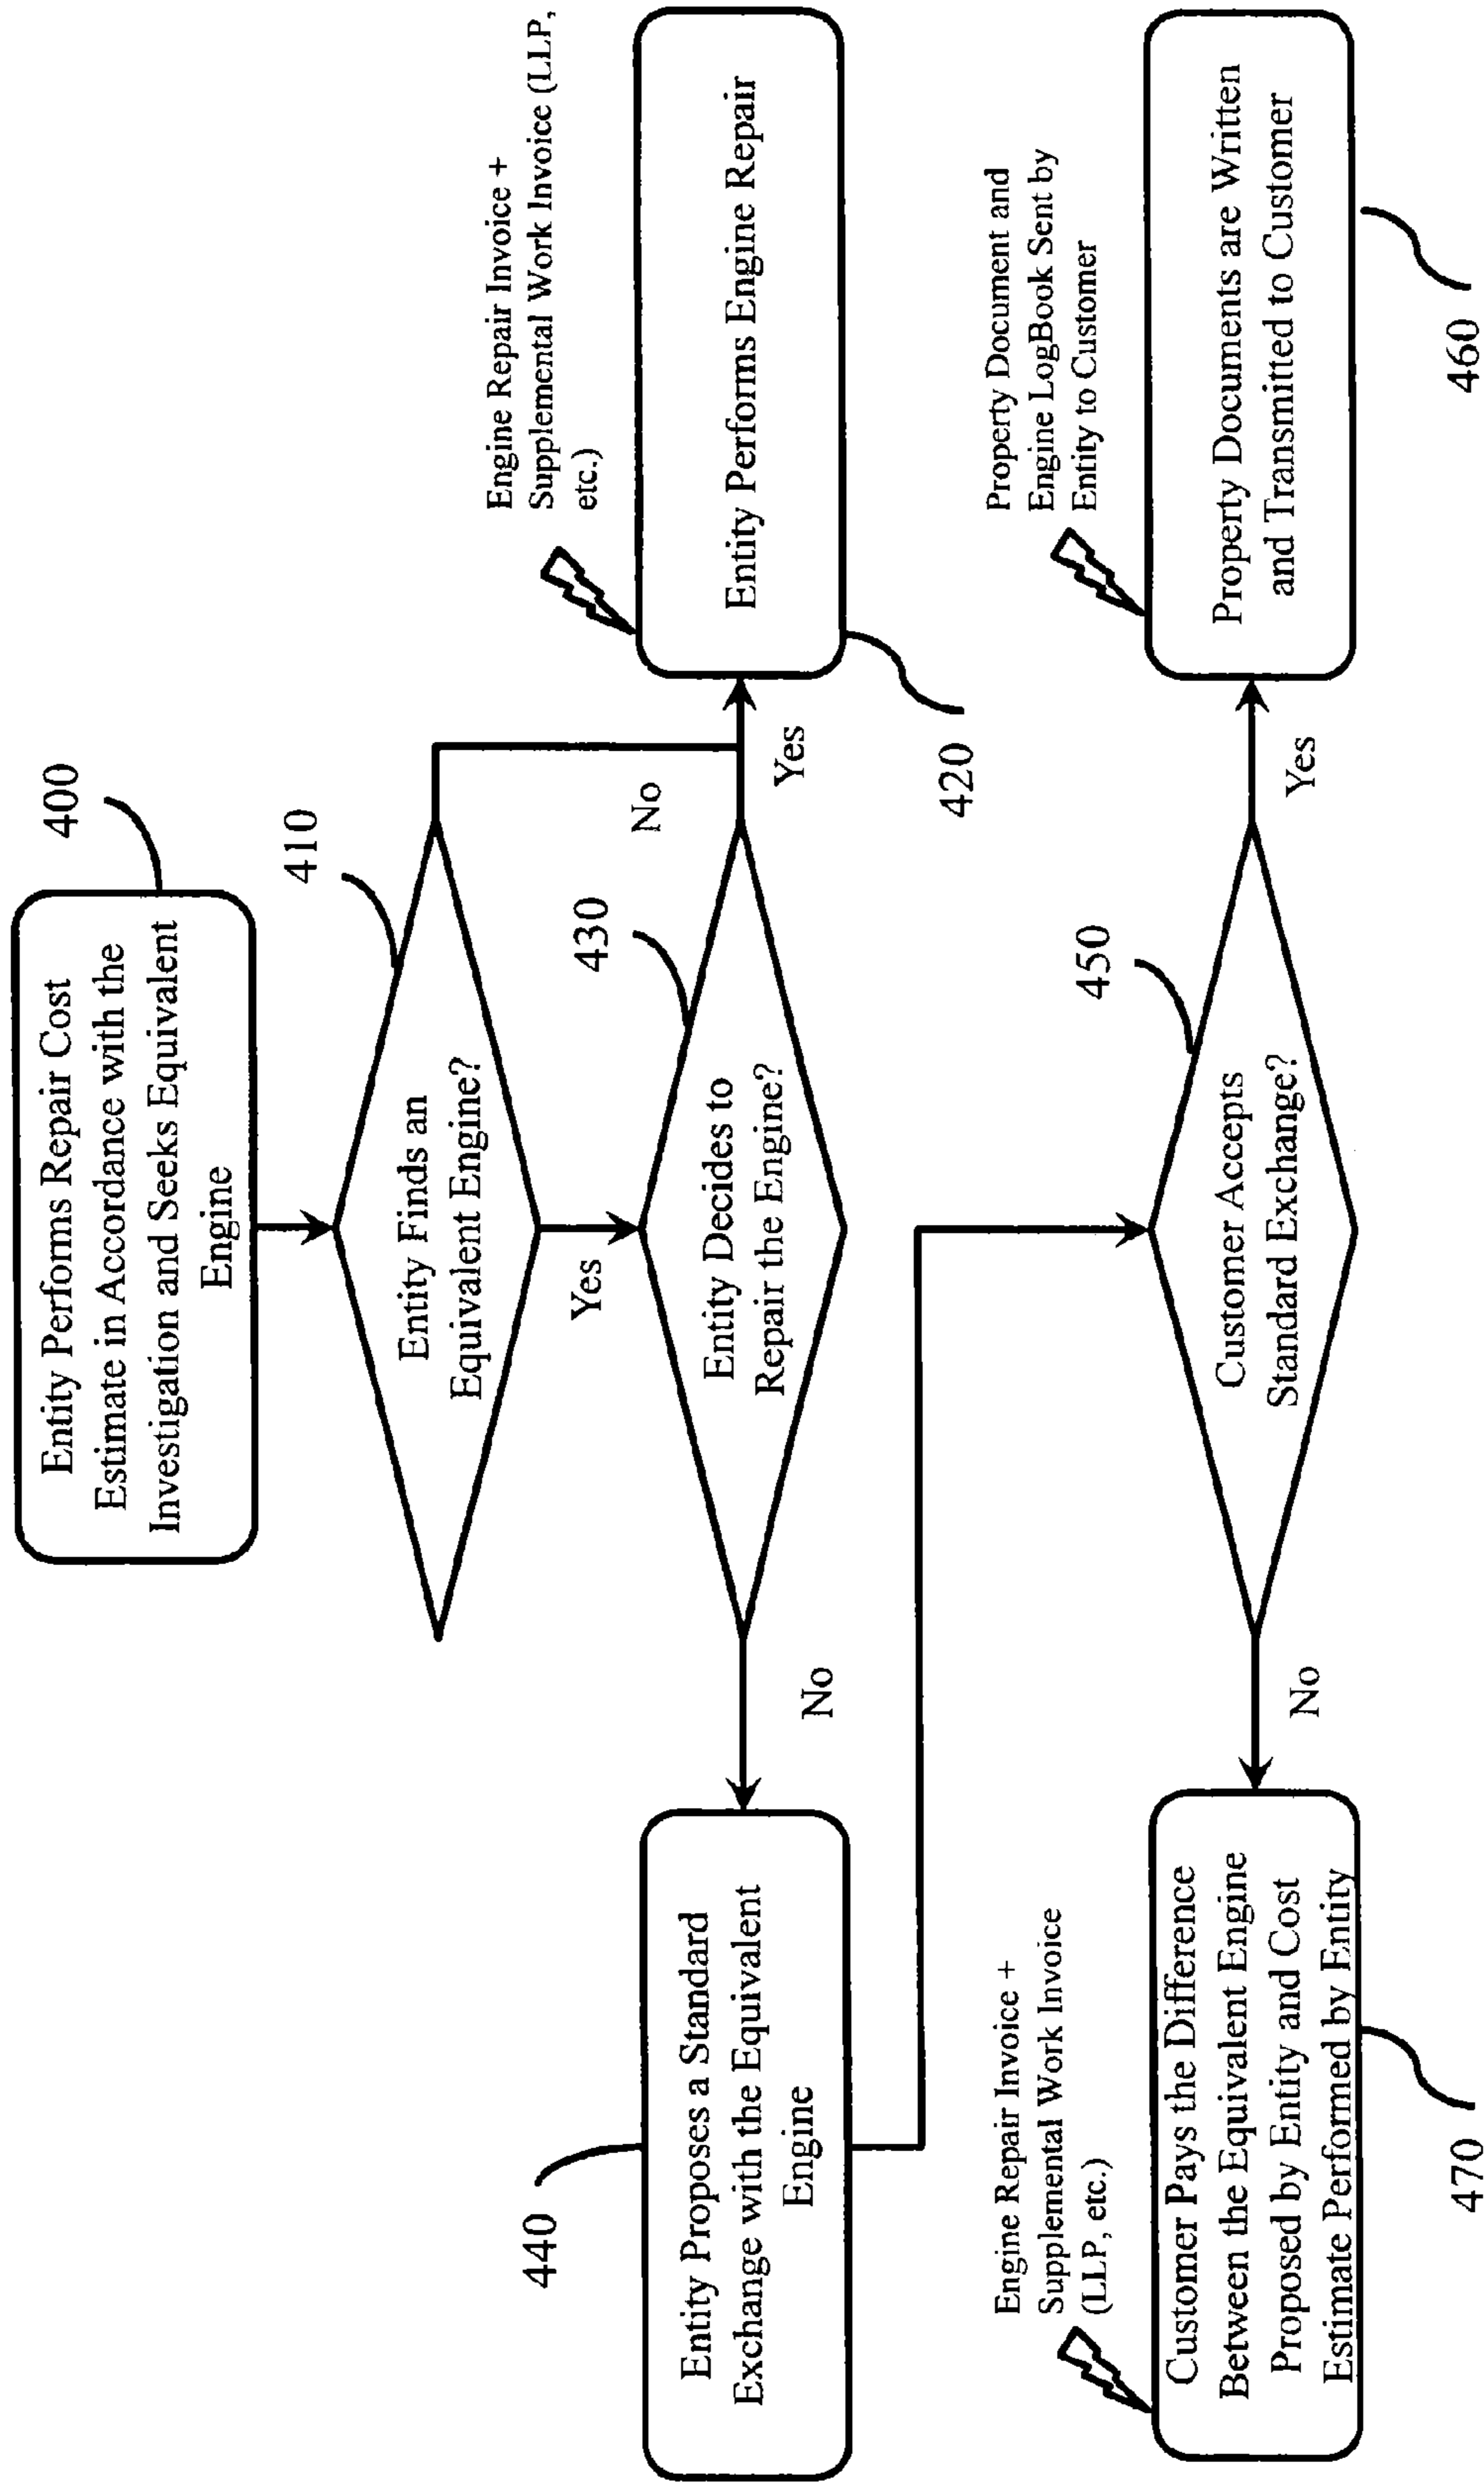 400
Entity Performs Repair Cost
Estimate in Accordance with the
Investigation and Seeks Equivalent
Engine
410
Entity Finds an
Equivalent Engine?
No
Yes
430
Entity Decides to
Repair the Engine?
Yes
No
Engine Repair Invoice +
Supplemental Work Invoice (LLP,
etc.)
Entity Performs Engine Repair
420
440
Entity Proposes a Standard
Exchange with the Equivalent
Engine
450
Customer Accepts
Standard Exchange?
Yes
No
Property Document and
Engine LogBook Sent by
Entity to Customer
Property Documents are Written
and Transmitted to Customer
460
Engine Repair Invoice +
Supplemental Work Invoice
(LLP, etc.)
Customer Pays the Difference
Between the Equivalent Engine
Proposed by Entity and Cost
Estimate Performed by Entity
470